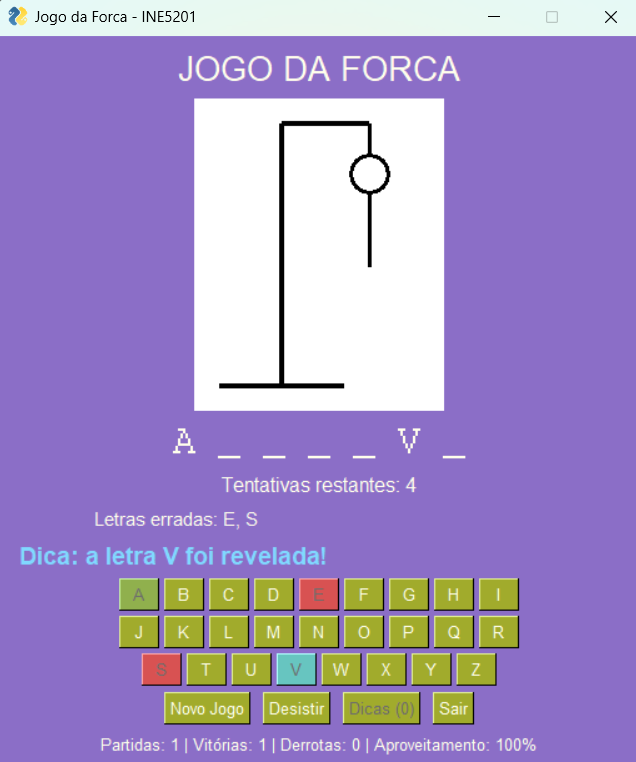 Jogo da Forca - INE5201
JOGO DA FORCA
A _ _ _ _ V _
Tentativas restantes: 4
Letras erradas: E, S
Dica: a letra V foi revelada!
A B C D E F G H I
J K L M N O P Q R
S T U V W X Y Z
Novo Jogo Desistir Dicas (0) Sair
Partidas: 1 | Vitórias: 1 | Derrotas: 0 | Aproveitamento: 100%